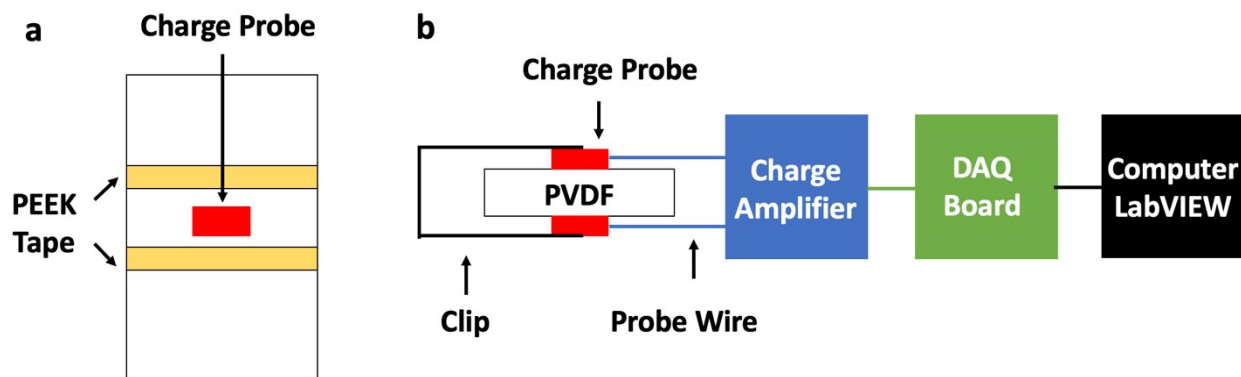 a
Charge Probe
PEEK
Tape
b
Charge Probe
PVDF
Clip
Probe Wire
Charge
Amplifier
DAQ
Board
Computer
LabVIEW